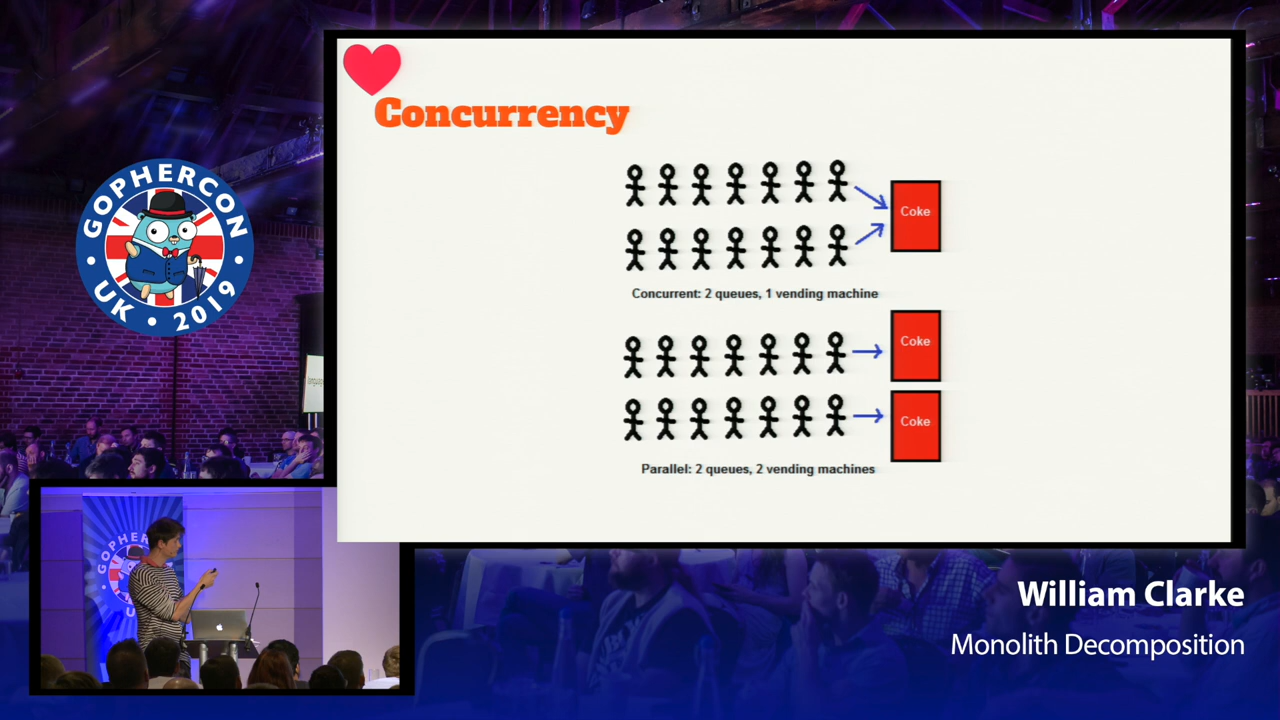 Concurrency
Coke
Concurrent: 2 queues, 1 vending machine
Coke
Coke
Parallel: 2 queues, 2 vending machines
GOPHERCON
UK • 2019
William Clarke
Monolith Decomposition